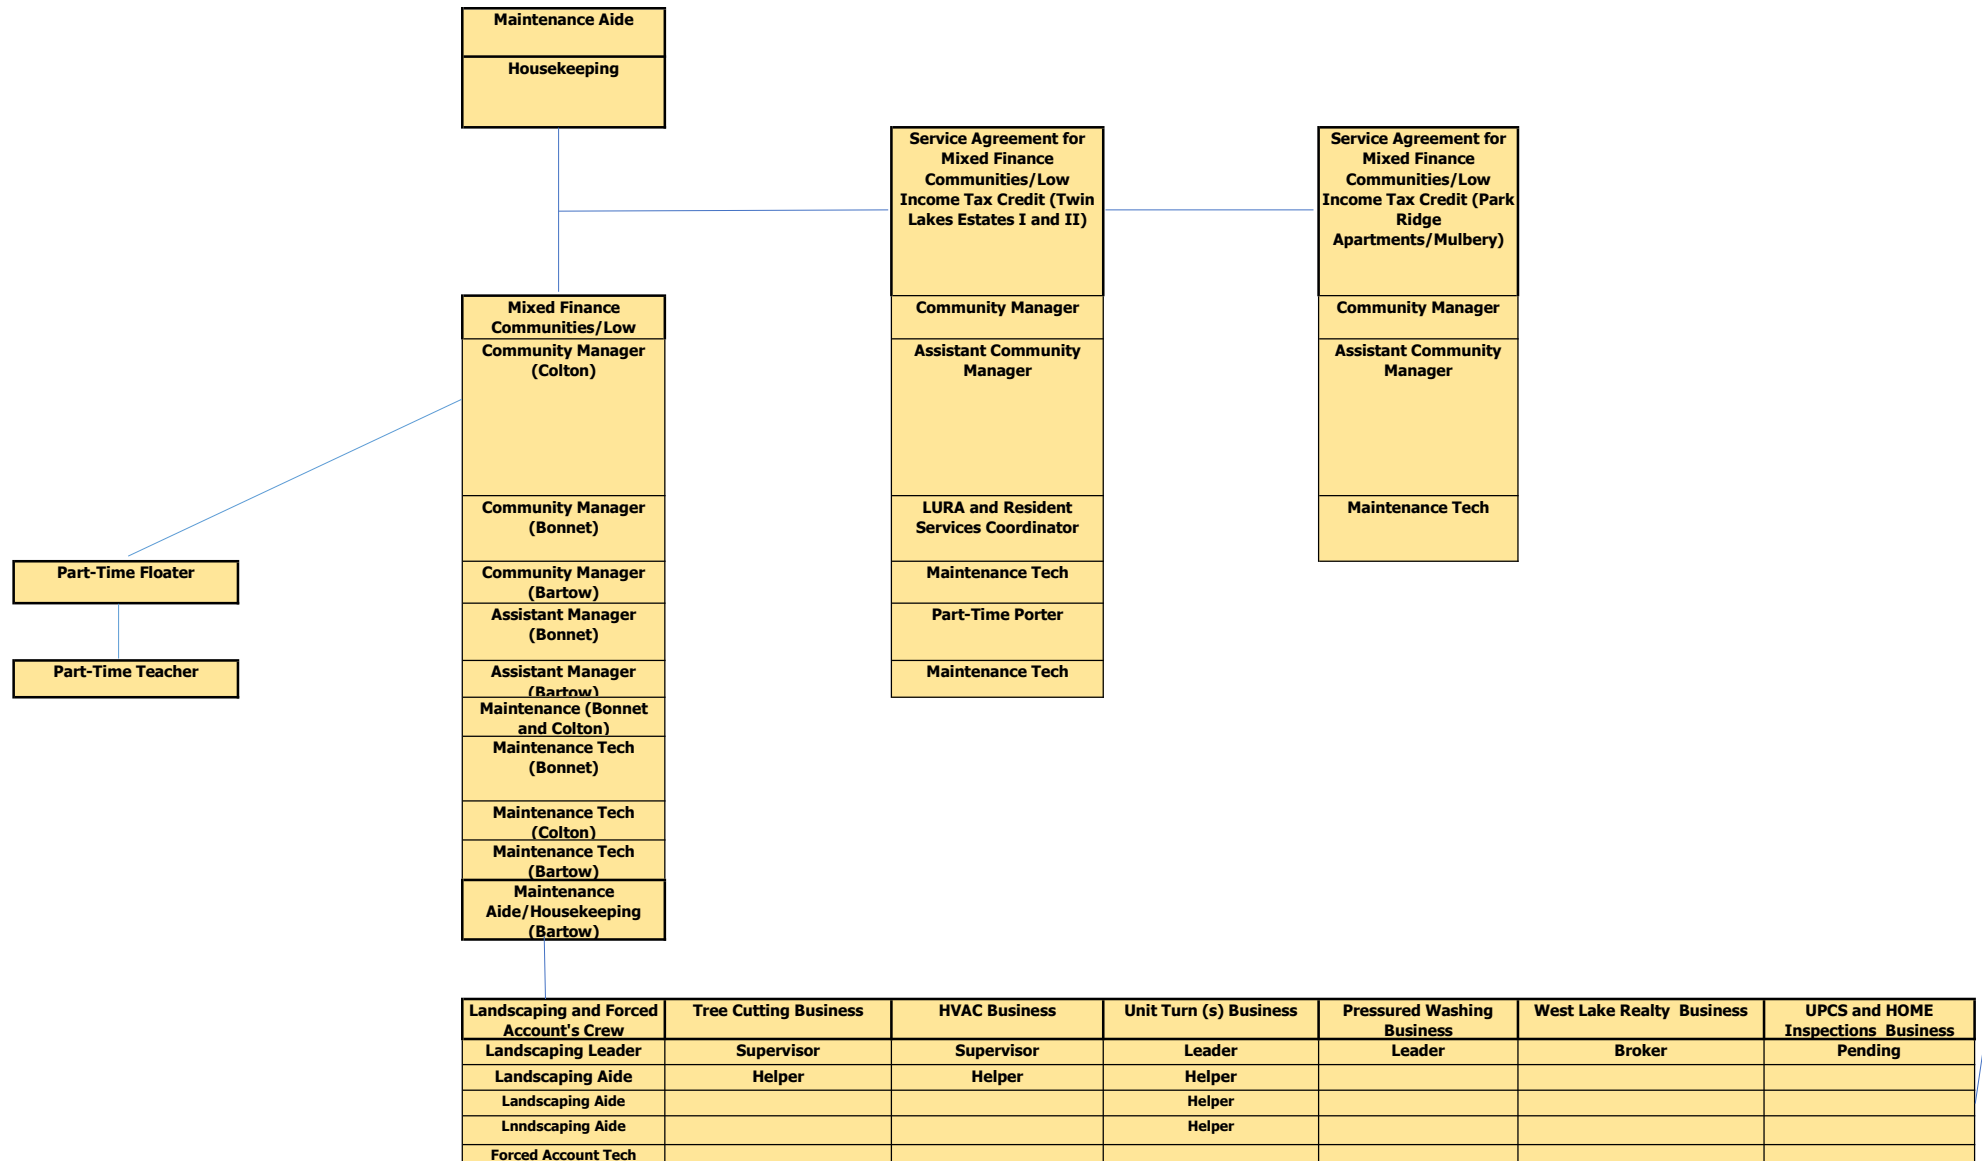 Maintenance Aide
Housekeeping
Service Agreement for
Mixed Finance
Communities/Low
Income Tax Credit (Twin
Lakes Estates I and II)
Service Agreement for
Mixed Finance
Communities/Low
Income Tax Credit (Park
Ridge
Apartments/Mulbery)
Mixed Finance
Communities/Low
Community Manager
Community Manager
Community Manager
(Colton)
Assistant Community
Manager
Assistant Community
Manager
Community Manager
(Bonnet)
LURA and Resident
Services Coordinator
Maintenance Tech
Part-Time Floater
Community Manager
(Bartow)
Maintenance Tech
Assistant Manager
(Bonnet)
Part-Time Porter
Part-Time Teacher
Assistant Manager
(Bartow)
Maintenance Tech
Maintenance (Bonnet
and Colton)
Maintenance Tech
(Bonnet)
Maintenance Tech
(Colton)
Maintenance Tech
(Bartow)
Maintenance
Aide/Housekeeping
(Bartow)
Landscaping and Forced
Account's Crew
Tree Cutting Business
HVAC Business
Unit Turn (s) Business
Pressured Washing
Business
West Lake Realty  Business
UPCS and HOME
Inspections  Business
Landscaping Leader
Supervisor
Supervisor
Leader
Leader
Broker
Pending
Landscaping Aide
Helper
Helper
Helper
Landscaping Aide
Helper
Lnndscaping Aide
Helper
Forced Account Tech